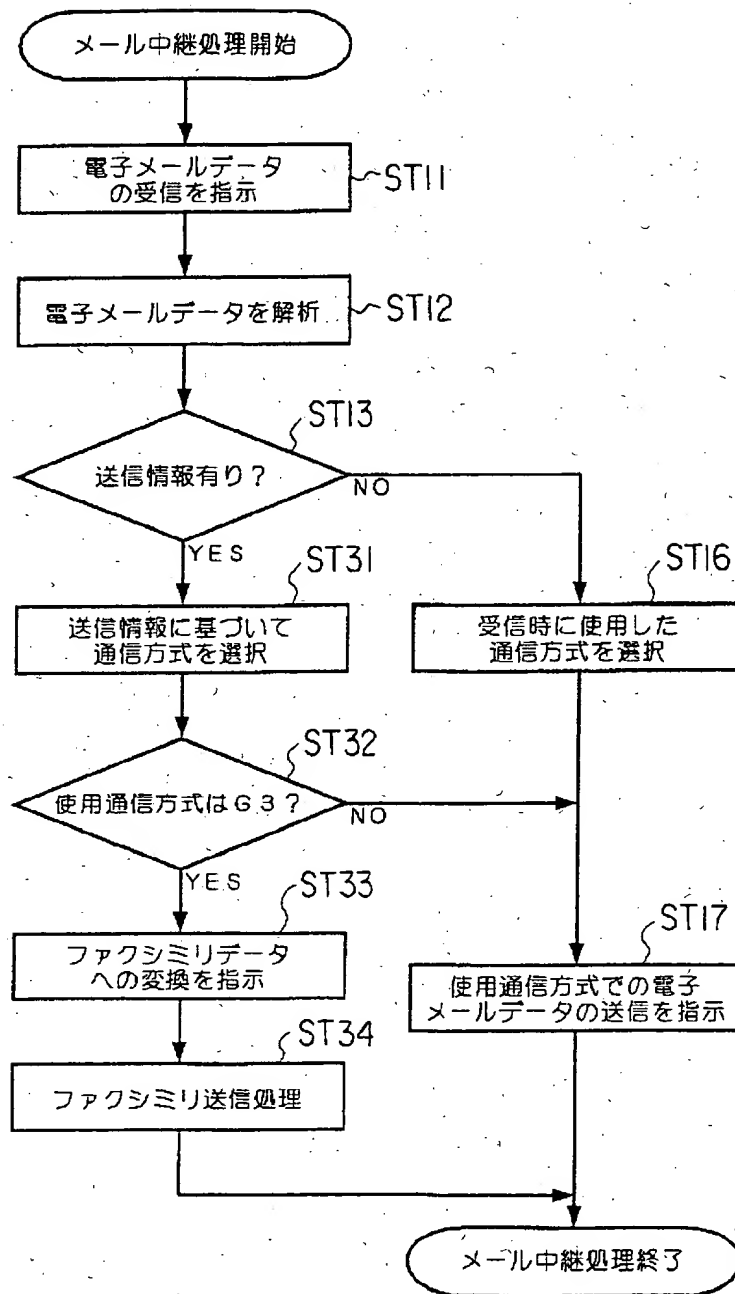 メール中継処理開始
電子メールデータ
の受信を指示
ST11
電子メールデータを解析
ST12
ST13
送信情報有り？
NO
YES
ST31
送信情報に基づいて
通信方式を選択
ST16
受信時に使用した
通信方式を選択
ST32
使用通信方式はG3？
NO
YES
ST33
ファクシミリデータ
への変換を指示
ST17
使用通信方式での電子
メールデータの送信を指示
ST34
ファクシミリ送信処理
メール中継処理終了